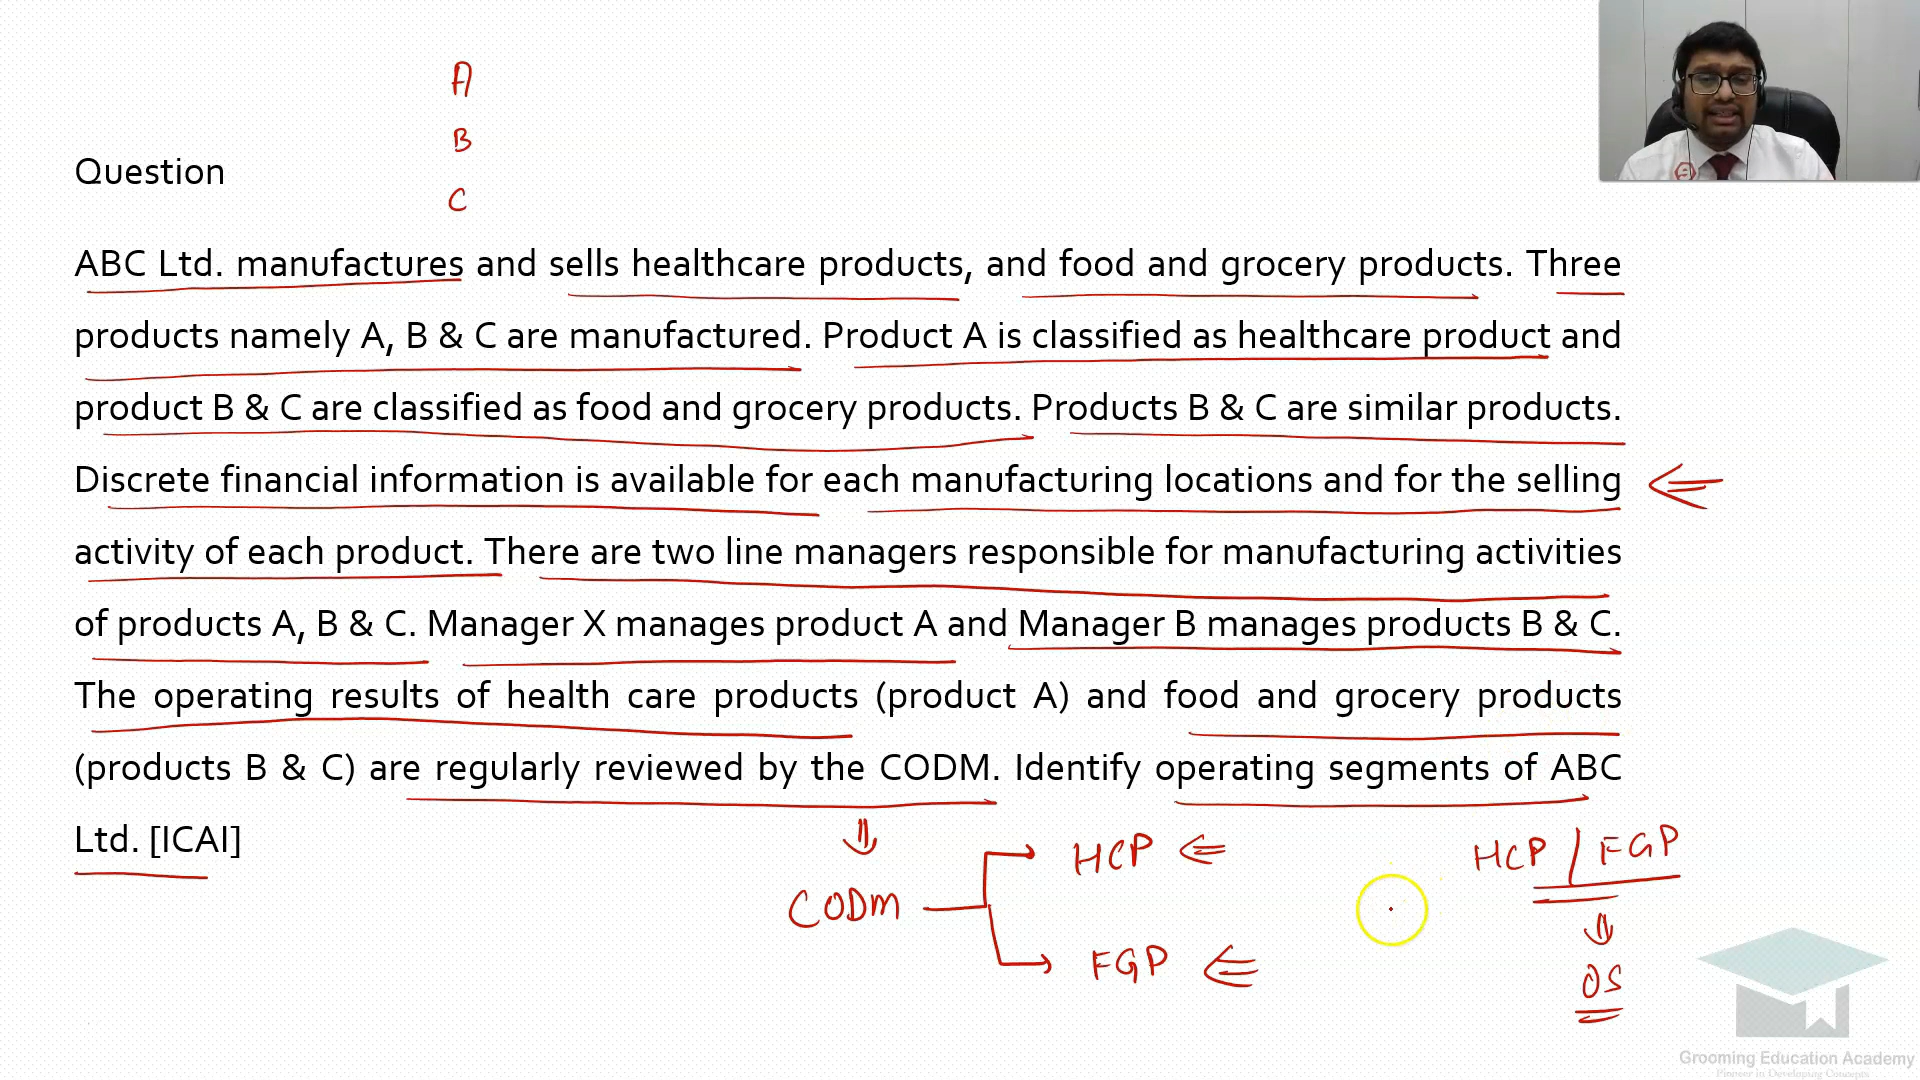 A
B
Question
C
ABC Ltd. manufactures and sells healthcare products, and food and grocery products. Three
products namely A, B & C are manufactured. Product A is classified as healthcare product and
product B & C are classified as food and grocery products. Products B & C are similar products.
Discrete financial information is available for each manufacturing locations and for the selling
activity of each product. There are two line managers responsible for manufacturing activities
of products A, B & C. Manager X manages product A and Manager B manages products B & C.
The operating results of health care products (product A) and food and grocery products
(products B & C) are regularly reviewed by the CODM. Identify operating segments of ABC
Ltd. [ICAI]
HCP
HCP / FGP
CODM
FGP
OS
Grooming Education Academy
Pioneer in Developing Concepts